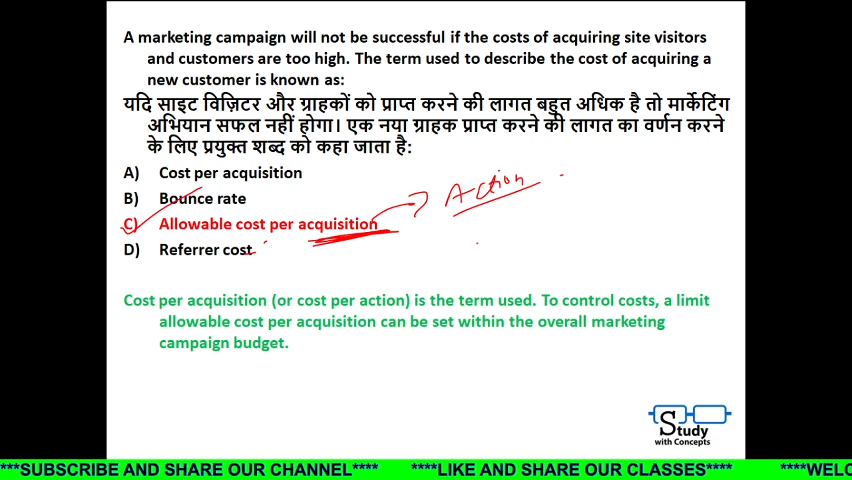 A marketing campaign will not be successful if the costs of acquiring site visitors
and customers are too high. The term used to describe the cost of acquiring a
new customer is known as:
यदि साइट विज़िटर और ग्राहकों को प्राप्त करने की लागत बहुत अधिक है तो मार्केटिंग
अभियान सफल नहीं होगा। एक नया ग्राहक प्राप्त करने की लागत का वर्णन करने
के लिए प्रयुक्त शब्द को कहा जाता है:
A) Cost per acquisition
B) Bounce rate
C) Allowable cost per acquisition
Action
D) Referrer cost
Cost per acquisition (or cost per action) is the term used. To control costs, a limit
allowable cost per acquisition can be set within the overall marketing
campaign budget.
Study
with Concepts
***SUBSCRIBE AND SHARE OUR CHANNEL**** ****LIKE AND SHARE OUR CLASSES**** ****WELC